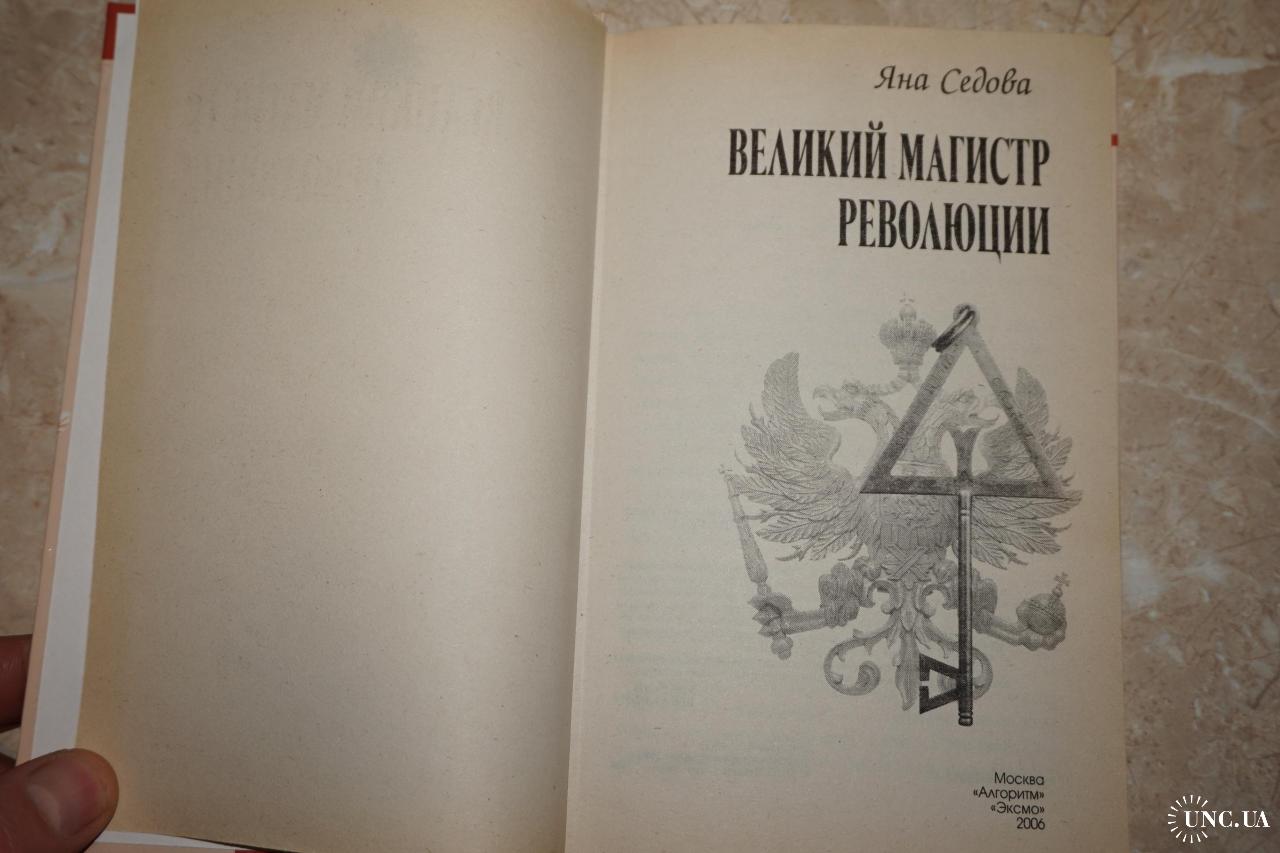 Яна Седова
ВЕЛИКИЙ МАГИСТР
РЕВОЛЮЦИИ
Москва
«Алгоритм»
«Эксмо»
2006
UNC.UA